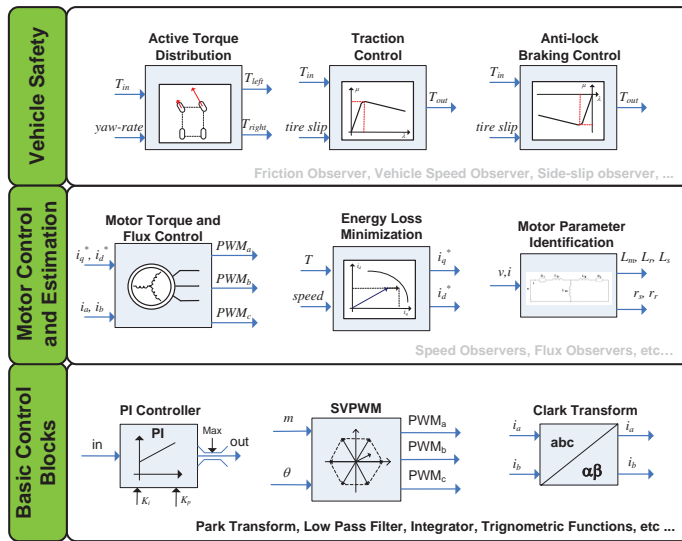 Vehicle Safety
Active Torque
Distribution
T_in
yaw-rate
T_left
T_right
Traction
Control
T_in
tire slip
μ
λ
T_out
Anti-lock
Braking Control
T_in
tire slip
μ
λ
T_out
Friction Observer, Vehicle Speed Observer, Side-slip observer, ...
Motor Control
and Estimation
Motor Torque and
Flux Control
i_q^*, i_d^*
i_a, i_b
PWM_a
PWM_b
PWM_c
Energy Loss
Minimization
T
speed
i_q^*
i_d^*
Motor Parameter
Identification
v,i
L_m, L_r, L_s
r_s, r_r
Speed Observers, Flux Observers, etc...
Basic Control
Blocks
PI Controller
in
PI
Max
out
K_i
K_p
SVPWM
m
θ
PWM_a
PWM_b
PWM_c
Clark Transform
i_a
i_b
abc
αβ
i_a
i_b
Park Transform, Low Pass Filter, Integrator, Trignometric Functions, etc ...